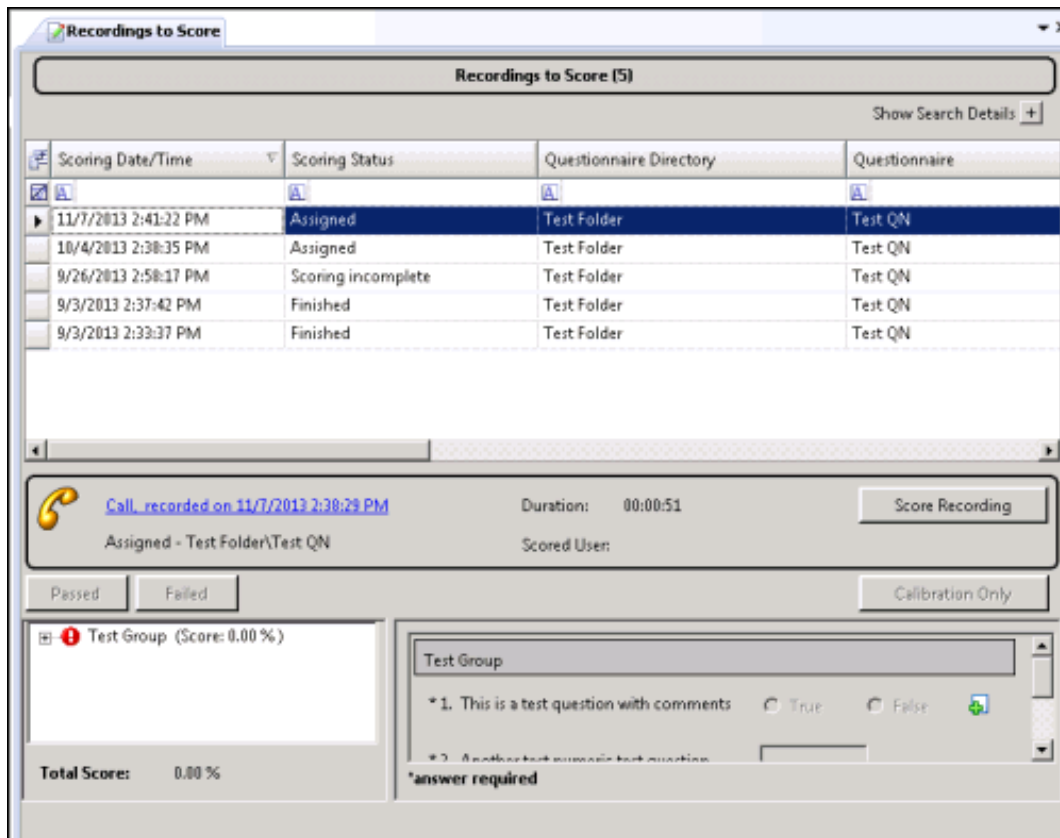 Recordings to Score
Recordings to Score (5)
Show Search Details +
Scoring Date/Time Scoring Status Questionnaire Directory Questionnaire
A A A A
11/7/2013 2:41:22 PM Assigned Test Folder Test QN
10/4/2013 2:38:35 PM Assigned Test Folder Test QN
9/26/2013 2:58:17 PM Scoring incomplete Test Folder Test QN
9/3/2013 2:37:42 PM Finished Test Folder Test QN
9/3/2013 2:33:37 PM Finished Test Folder Test QN
Call, recorded on 11/7/2013 2:38:29 PM Duration: 00:00:51 Score Recording
Assigned - Test Folder\Test QN Scored User:
Passed Failed Calibration Only
Test Group (Score: 0.00 %)
Test Group
* 1. This is a test question with comments True False
* 2. Another test numeric test question
Total Score: 0.00 %
*answer required